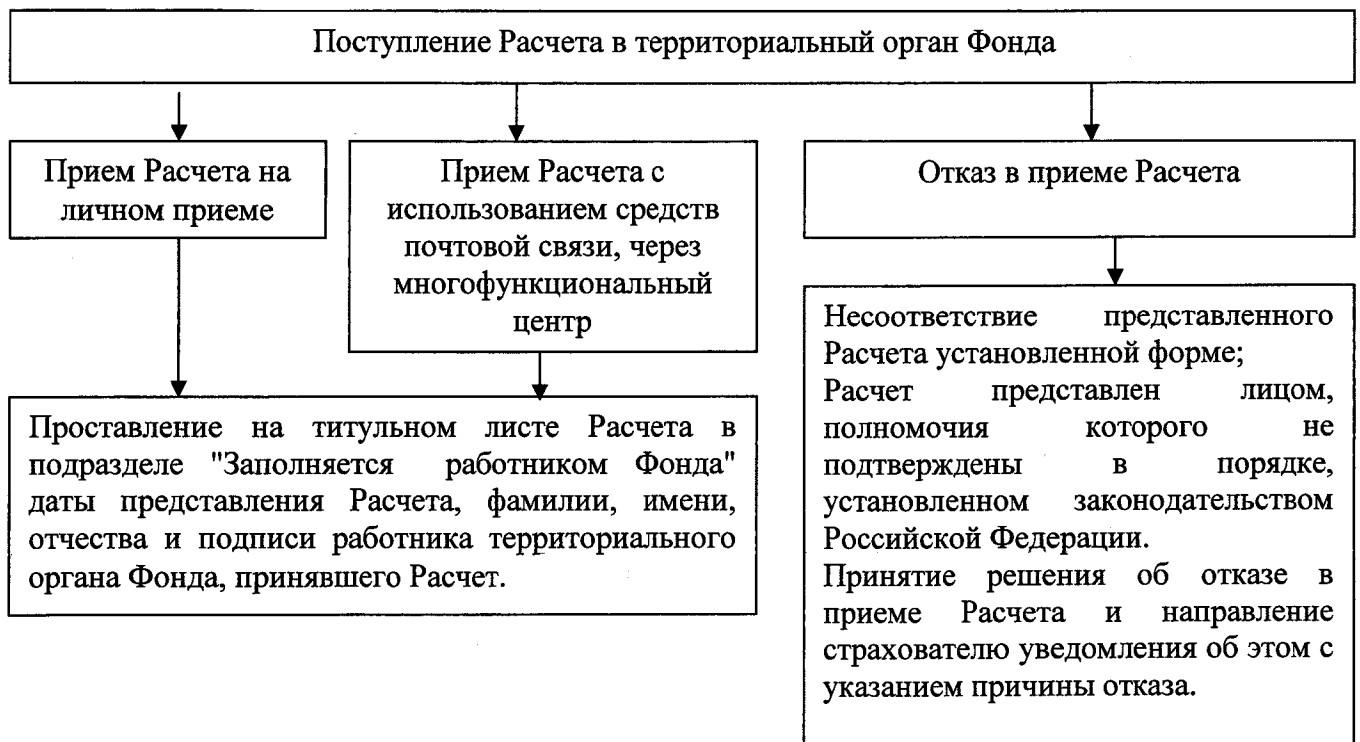 Поступление Расчета в территориальный орган Фонда
Прием Расчета на
личном приеме
Прием Расчета с
использованием средств
почтовой связи, через
многофункциональный
центр
Отказ в приеме Расчета
Проставление на титульном листе Расчета в
подразделе "Заполняется работником Фонда"
даты представления Расчета, фамилии, имени,
отчества и подписи работника территориального
органа Фонда, принявшего Расчет.
Несоответствие представленного
Расчета установленной форме;
Расчет представлен лицом,
полномочия которого не
подтверждены в порядке,
установленном законодательством
Российской Федерации.
Принятие решения об отказе в
приеме Расчета и направление
страхователю уведомления об этом с
указанием причины отказа.